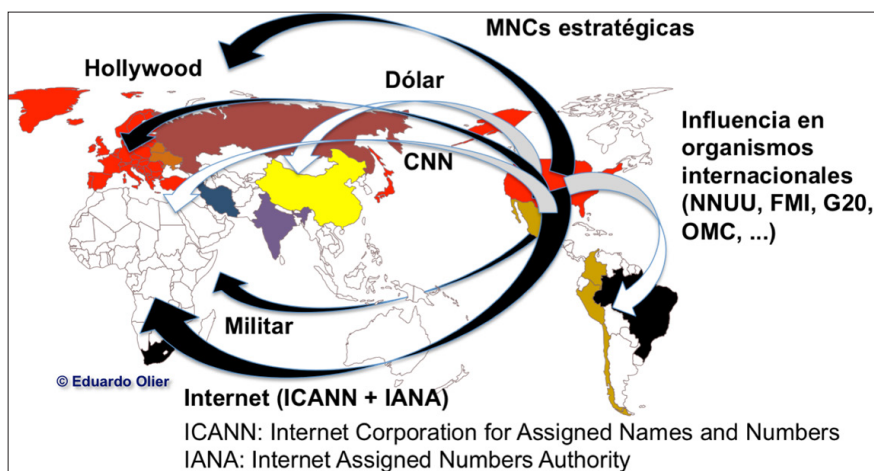 MNCs estratégicas
Hollywood
Dólar
CNN
Influencia en
organismos
internacionales
(NNUU, FMI, G20,
OMC, ...)
Militar
© Eduardo Olier
Internet (ICANN + IANA)
ICANN: Internet Corporation for Assigned Names and Numbers
IANA: Internet Assigned Numbers Authority